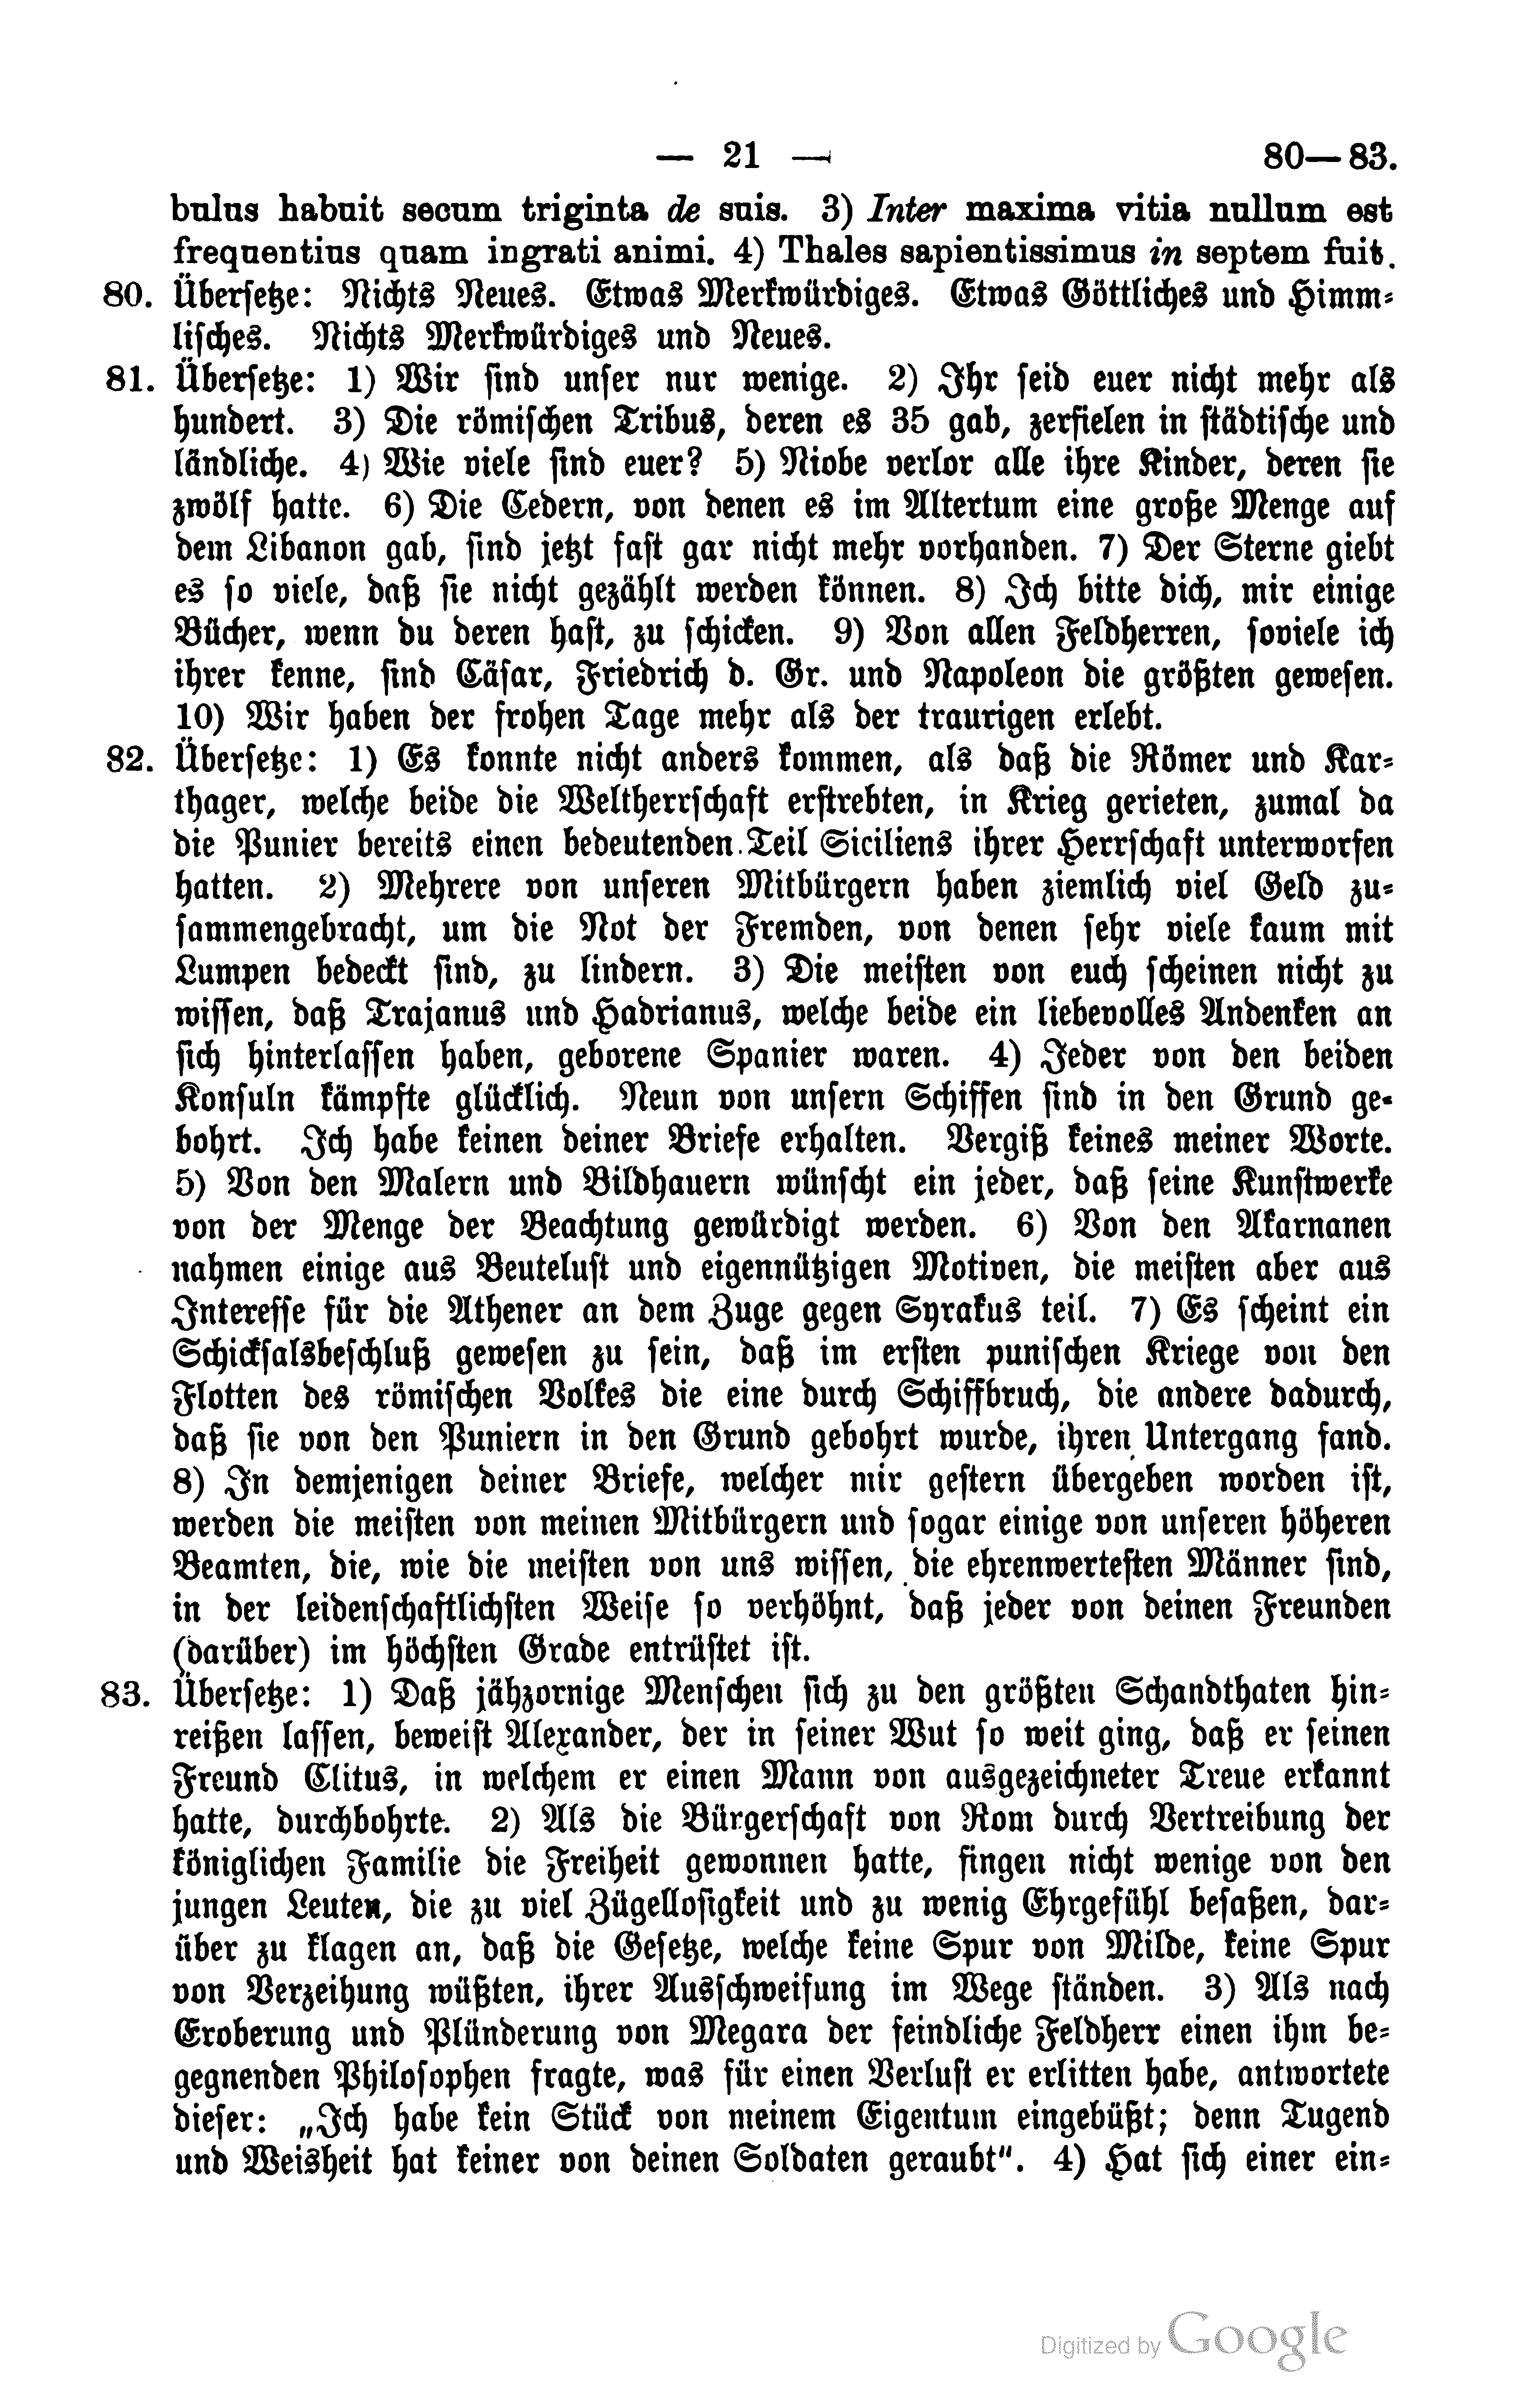 — 21 — 80—83.
bulus habuit secum triginta de suis. 3) Inter maxima vitia nullum est
frequentius quam ingrati animi. 4) Thales sapientissimus in septem fuit.
80. Übersetze: Nichts Neues. Etwas Merkwürdiges. Etwas Göttliches und Himm-
lisches. Nichts Merkwürdiges und Neues.
81. Übersetze: 1) Wir sind unser nur wenige. 2) Ihr seid euer nicht mehr als
hundert. 3) Die römischen Tribus, deren es 35 gab, zerfielen in städtische und
ländliche. 4) Wie viele sind euer? 5) Niobe verlor alle ihre Kinder, deren sie
zwölf hatte. 6) Die Cedern, von denen es im Altertum eine große Menge auf
dem Libanon gab, sind jetzt fast gar nicht mehr vorhanden. 7) Der Sterne giebt
es so viele, daß sie nicht gezählt werden können. 8) Ich bitte dich, mir einige
Bücher, wenn du deren hast, zu schicken. 9) Von allen Feldherren, soviele ich
ihrer kenne, sind Cäsar, Friedrich d. Gr. und Napoleon die größten gewesen.
10) Wir haben der frohen Tage mehr als der traurigen erlebt.
82. Übersetze: 1) Es konnte nicht anders kommen, als daß die Römer und Kar-
thager, welche beide die Weltherrschaft erstrebten, in Krieg gerieten, zumal da
die Punier bereits einen bedeutenden Teil Siciliens ihrer Herrschaft unterworfen
hatten. 2) Mehrere von unseren Mitbürgern haben ziemlich viel Geld zu-
sammengebracht, um die Not der Fremden, von denen sehr viele kaum mit
Lumpen bedeckt sind, zu lindern. 3) Die meisten von euch scheinen nicht zu
wissen, daß Trajanus und Hadrianus, welche beide ein liebevolles Andenken an
sich hinterlassen haben, geborene Spanier waren. 4) Jeder von den beiden
Konsuln kämpfte glücklich. Neun von unsern Schiffen sind in den Grund ge-
bohrt. Ich habe keinen deiner Briefe erhalten. Vergiß keines meiner Worte.
5) Von den Malern und Bildhauern wünscht ein jeder, daß seine Kunstwerke
von der Menge der Beachtung gewürdigt werden. 6) Von den Akarnanen
nahmen einige aus Beutelust und eigennützigen Motiven, die meisten aber aus
Interesse für die Athener an dem Zuge gegen Syrakus teil. 7) Es scheint ein
Schicksalsbeschluß gewesen zu sein, daß im ersten punischen Kriege von den
Flotten des römischen Volkes die eine durch Schiffbruch, die andere dadurch,
daß sie von den Puniern in den Grund gebohrt wurde, ihren Untergang fand.
8) In demjenigen deiner Briefe, welcher mir gestern übergeben worden ist,
werden die meisten von meinen Mitbürgern und sogar einige von unseren höheren
Beamten, die, wie die meisten von uns wissen, die ehrenwertesten Männer sind,
in der leidenschaftlichsten Weise so verhöhnt, daß jeder von deinen Freunden
(darüber) im höchsten Grade entrüstet ist.
83. Übersetze: 1) Daß jähzornige Menschen sich zu den größten Schandthaten hin-
reißen lassen, beweist Alexander, der in seiner Wut so weit ging, daß er seinen
Freund Clitus, in welchem er einen Mann von ausgezeichneter Treue erkannt
hatte, durchbohrte. 2) Als die Bürgerschaft von Rom durch Vertreibung der
königlichen Familie die Freiheit gewonnen hatte, fingen nicht wenige von den
jungen Leuten, die zu viel Zügellosigkeit und zu wenig Ehrgefühl besaßen, dar-
über zu klagen an, daß die Gesetze, welche keine Spur von Milde, keine Spur
von Verzeihung wüßten, ihrer Ausschweifung im Wege ständen. 3) Als nach
Eroberung und Plünderung von Megara der feindliche Feldherr einen ihm be-
gegnenden Philosophen fragte, was für einen Verlust er erlitten habe, antwortete
dieser: „Ich habe kein Stück von meinem Eigentum eingebüßt; denn Tugend
und Weisheit hat keiner von deinen Soldaten geraubt". 4) Hat sich einer ein-
Digitized by Google